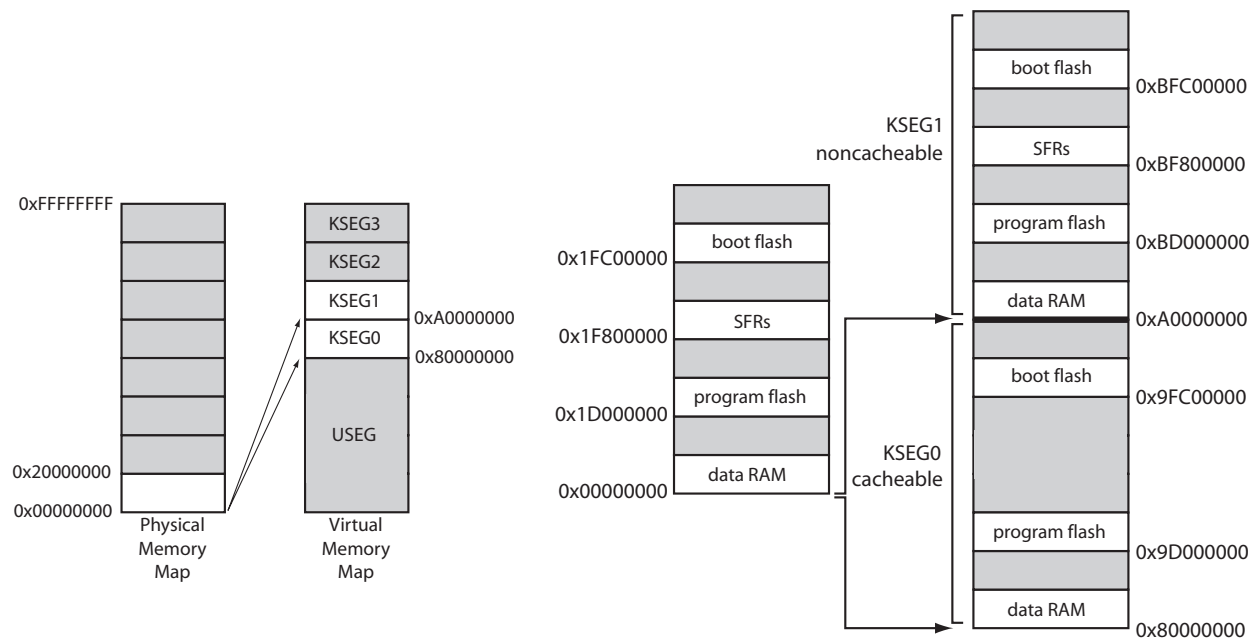 0xFFFFFFFF
0x20000000
0x00000000
Physical
Memory
Map
KSEG3
KSEG2
KSEG1
KSEG0
USEG
0xA0000000
0x80000000
Virtual
Memory
Map
boot flash
0x1FC00000
SFRs
0x1F800000
program flash
0x1D000000
data RAM
0x00000000
KSEG1
noncacheable
boot flash
0xBFC00000
SFRs
0xBF800000
program flash
0xBD000000
data RAM
0xA0000000
KSEG0
cacheable
boot flash
0x9FC00000
program flash
0x9D000000
data RAM
0x80000000